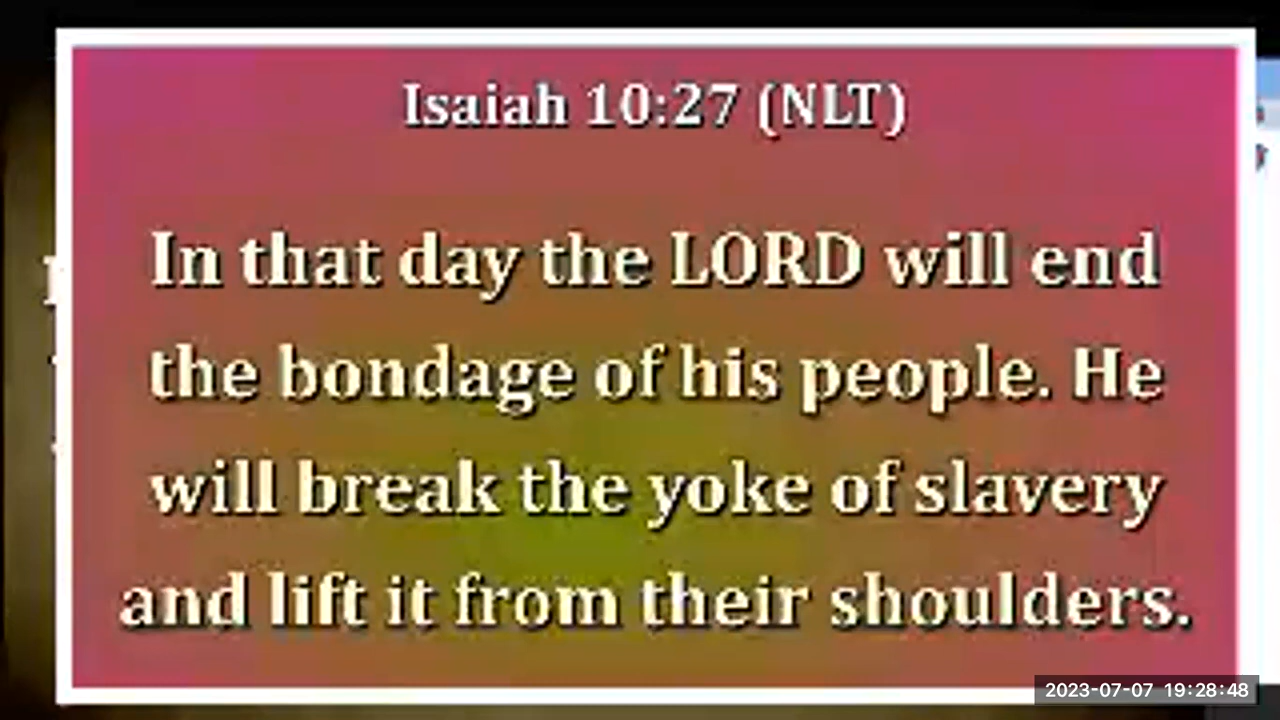 Isaiah 10:27 (NLT)
In that day the LORD will end
the bondage of his people. He
will break the yoke of slavery
and lift it from their shoulders.
2023-07-07 19:28:48